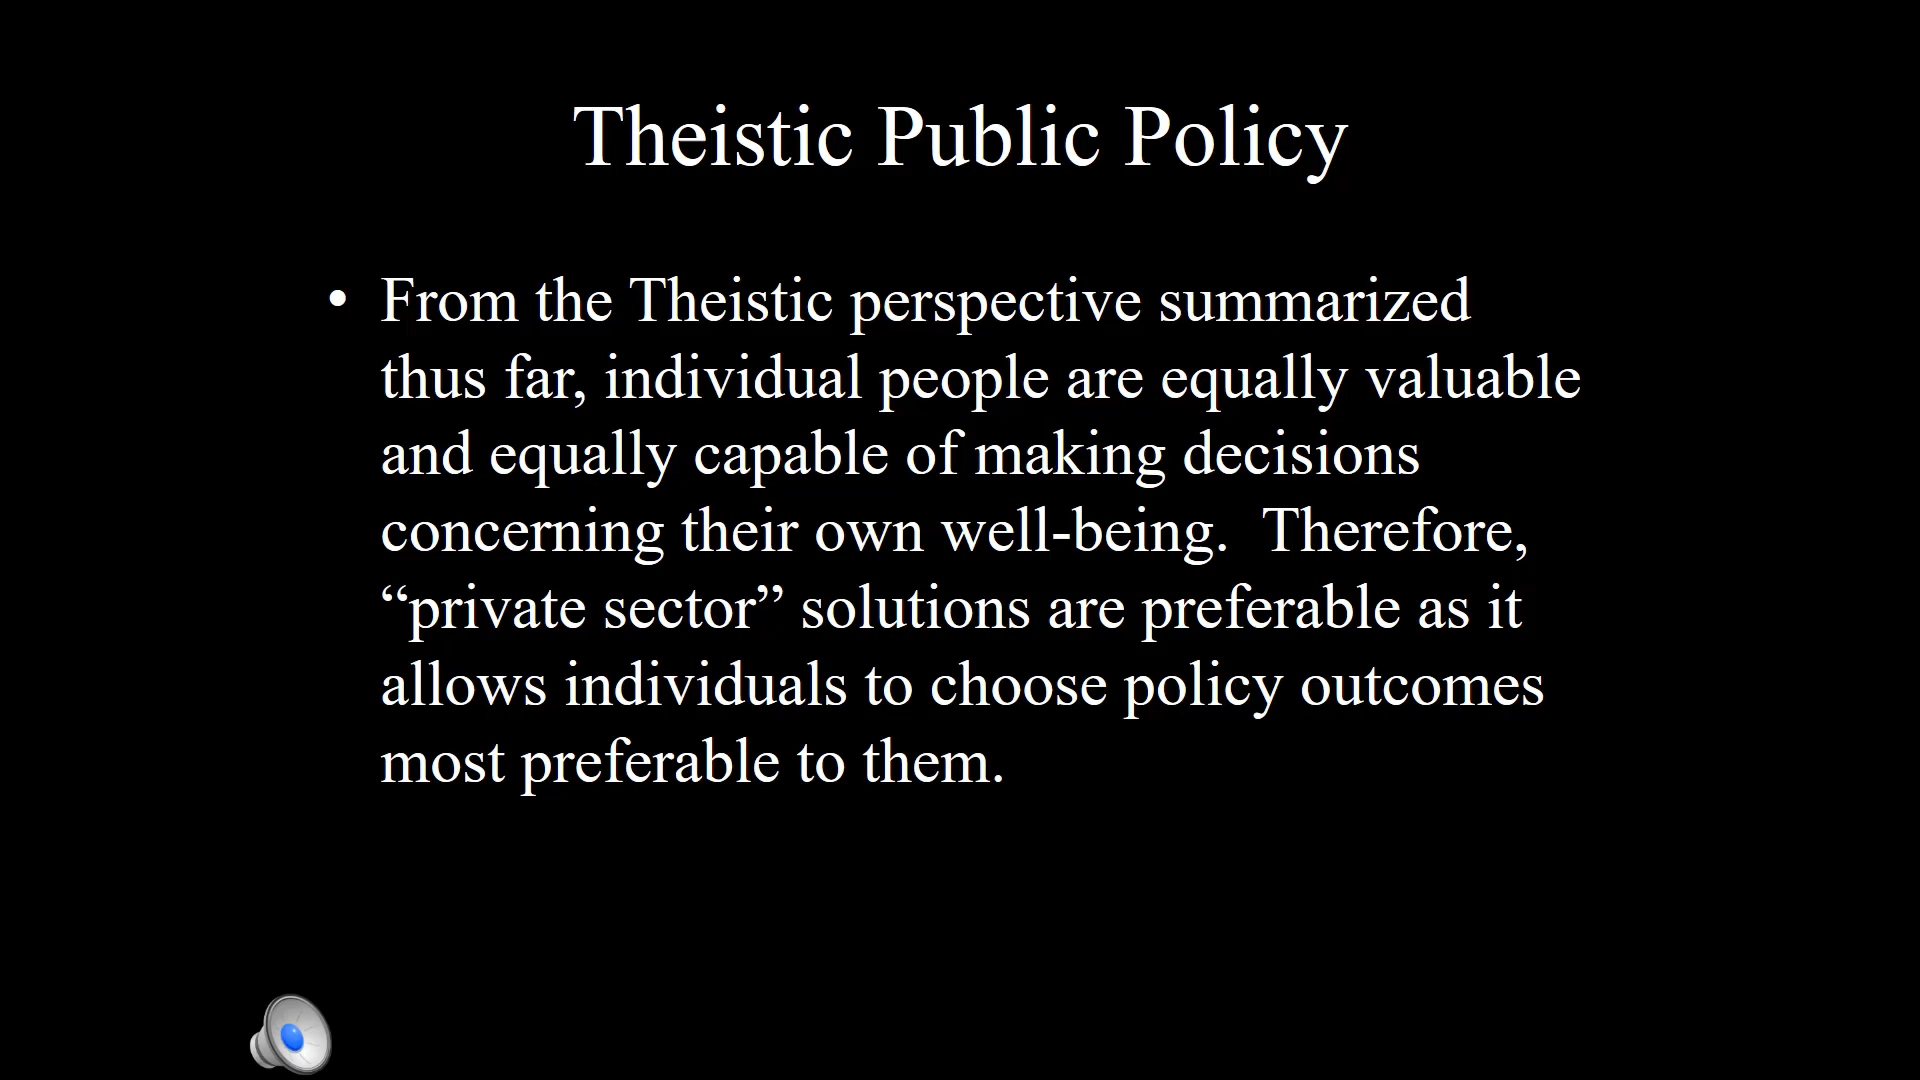 Theistic Public Policy
• From the Theistic perspective summarized
thus far, individual people are equally valuable
and equally capable of making decisions
concerning their own well-being.  Therefore,
“private sector” solutions are preferable as it
allows individuals to choose policy outcomes
most preferable to them.